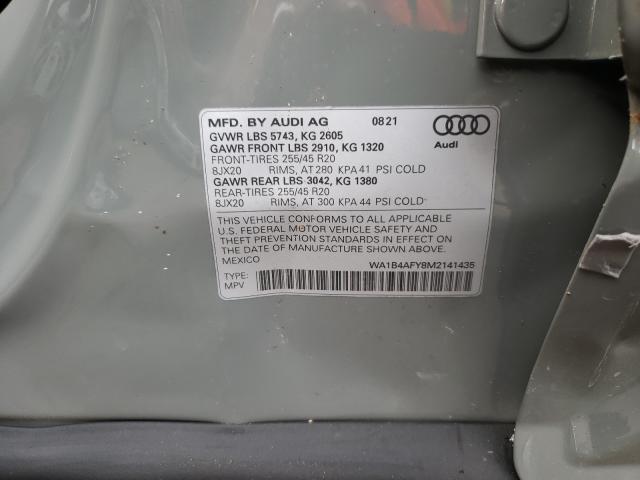 MFD. BY AUDI AG 0821
GVWR LBS 5743, KG 2605
GAWR FRONT LBS 2910, KG 1320
FRONT-TIRES 255/45 R20
8JX20 RIMS, AT 280 KPA 41 PSI COLD
GAWR REAR LBS 3042, KG 1380
REAR-TIRES 255/45 R20
8JX20 RIMS, AT 300 KPA 44 PSI COLD
Audi
THIS VEHICLE CONFORMS TO ALL APPLICABLE
U.S. FEDERAL MOTOR VEHICLE SAFETY AND
THEFT PREVENTION STANDARDS IN EFFECT ON
THE DATE OF MANUFACTURE SHOWN ABOVE.
MEXICO WA1B4AFY8M2141435
TYPE:
MPV